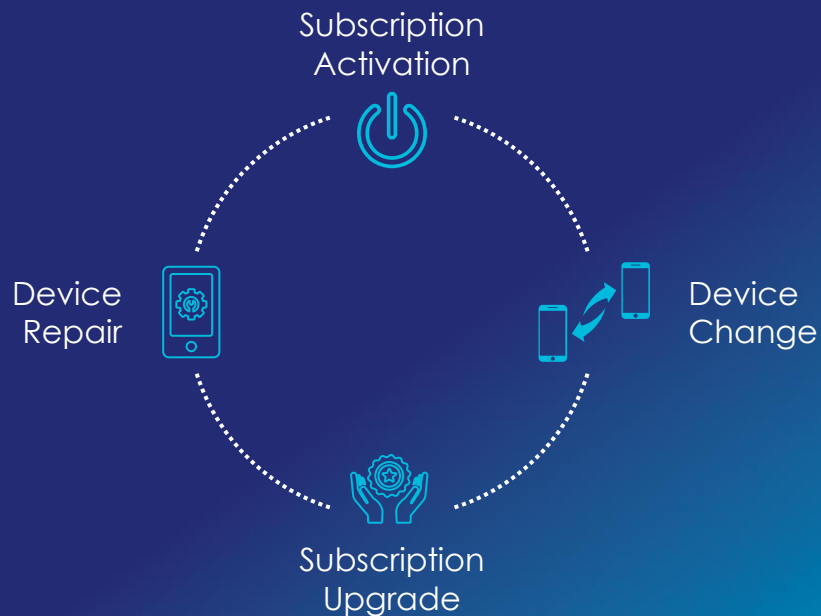 Subscription
Activation
Device
Repair
Device
Change
Subscription
Upgrade